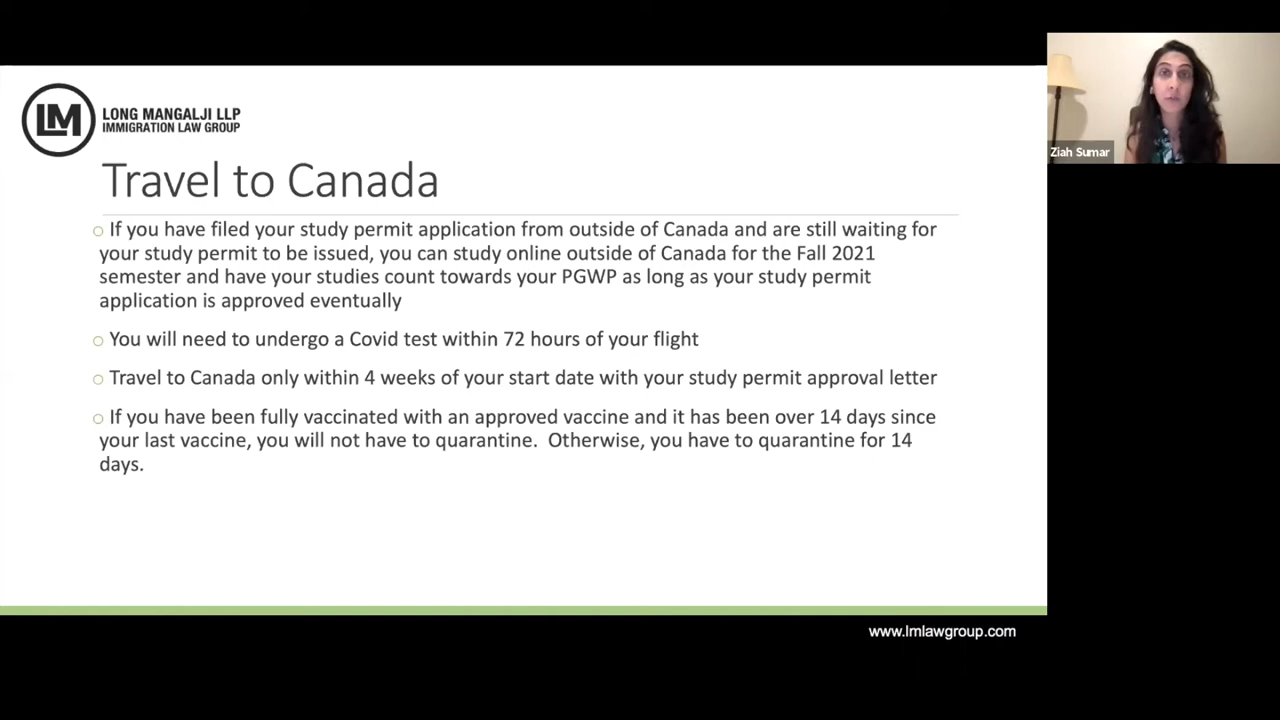 LM
LONG MANGALJI LLP
IMMIGRATION LAW GROUP
Travel to Canada
If you have filed your study permit application from outside of Canada and are still waiting for
your study permit to be issued, you can study online outside of Canada for the Fall 2021
semester and have your studies count towards your PGWP as long as your study permit
application is approved eventually
You will need to undergo a Covid test within 72 hours of your flight
Travel to Canada only within 4 weeks of your start date with your study permit approval letter
If you have been fully vaccinated with an approved vaccine and it has been over 14 days since
your last vaccine, you will not have to quarantine.  Otherwise, you have to quarantine for 14
days.
Ziah Sumar
www.lmlawgroup.com